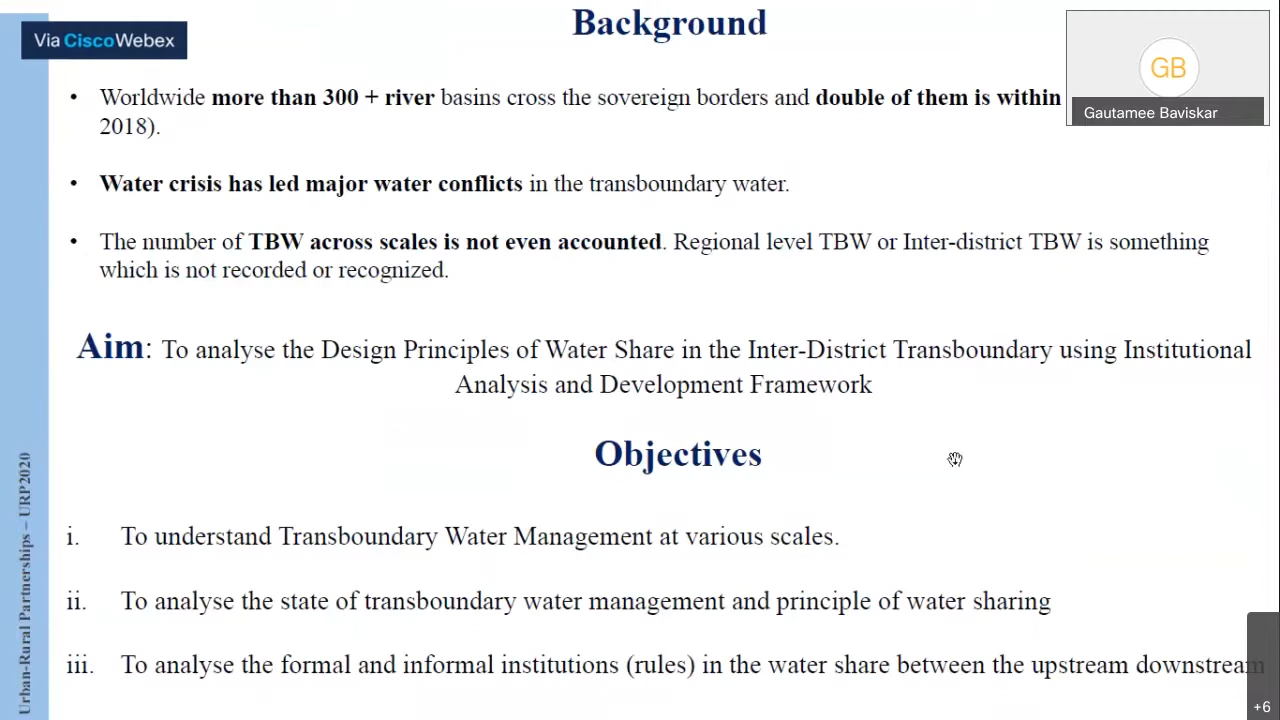 Background
Via CiscoWebex
GB
Gautamee Baviskar
• Worldwide more than 300 + river basins cross the sovereign borders and double of them is within
2018).
• Water crisis has led major water conflicts in the transboundary water.
• The number of TBW across scales is not even accounted. Regional level TBW or Inter-district TBW is something
which is not recorded or recognized.
Aim: To analyse the Design Principles of Water Share in the Inter-District Transboundary using Institutional
Analysis and Development Framework
Objectives
i. To understand Transboundary Water Management at various scales.
ii. To analyse the state of transboundary water management and principle of water sharing
iii. To analyse the formal and informal institutions (rules) in the water share between the upstream downstream
Urban-Rural Partnerships – URP2020
+6